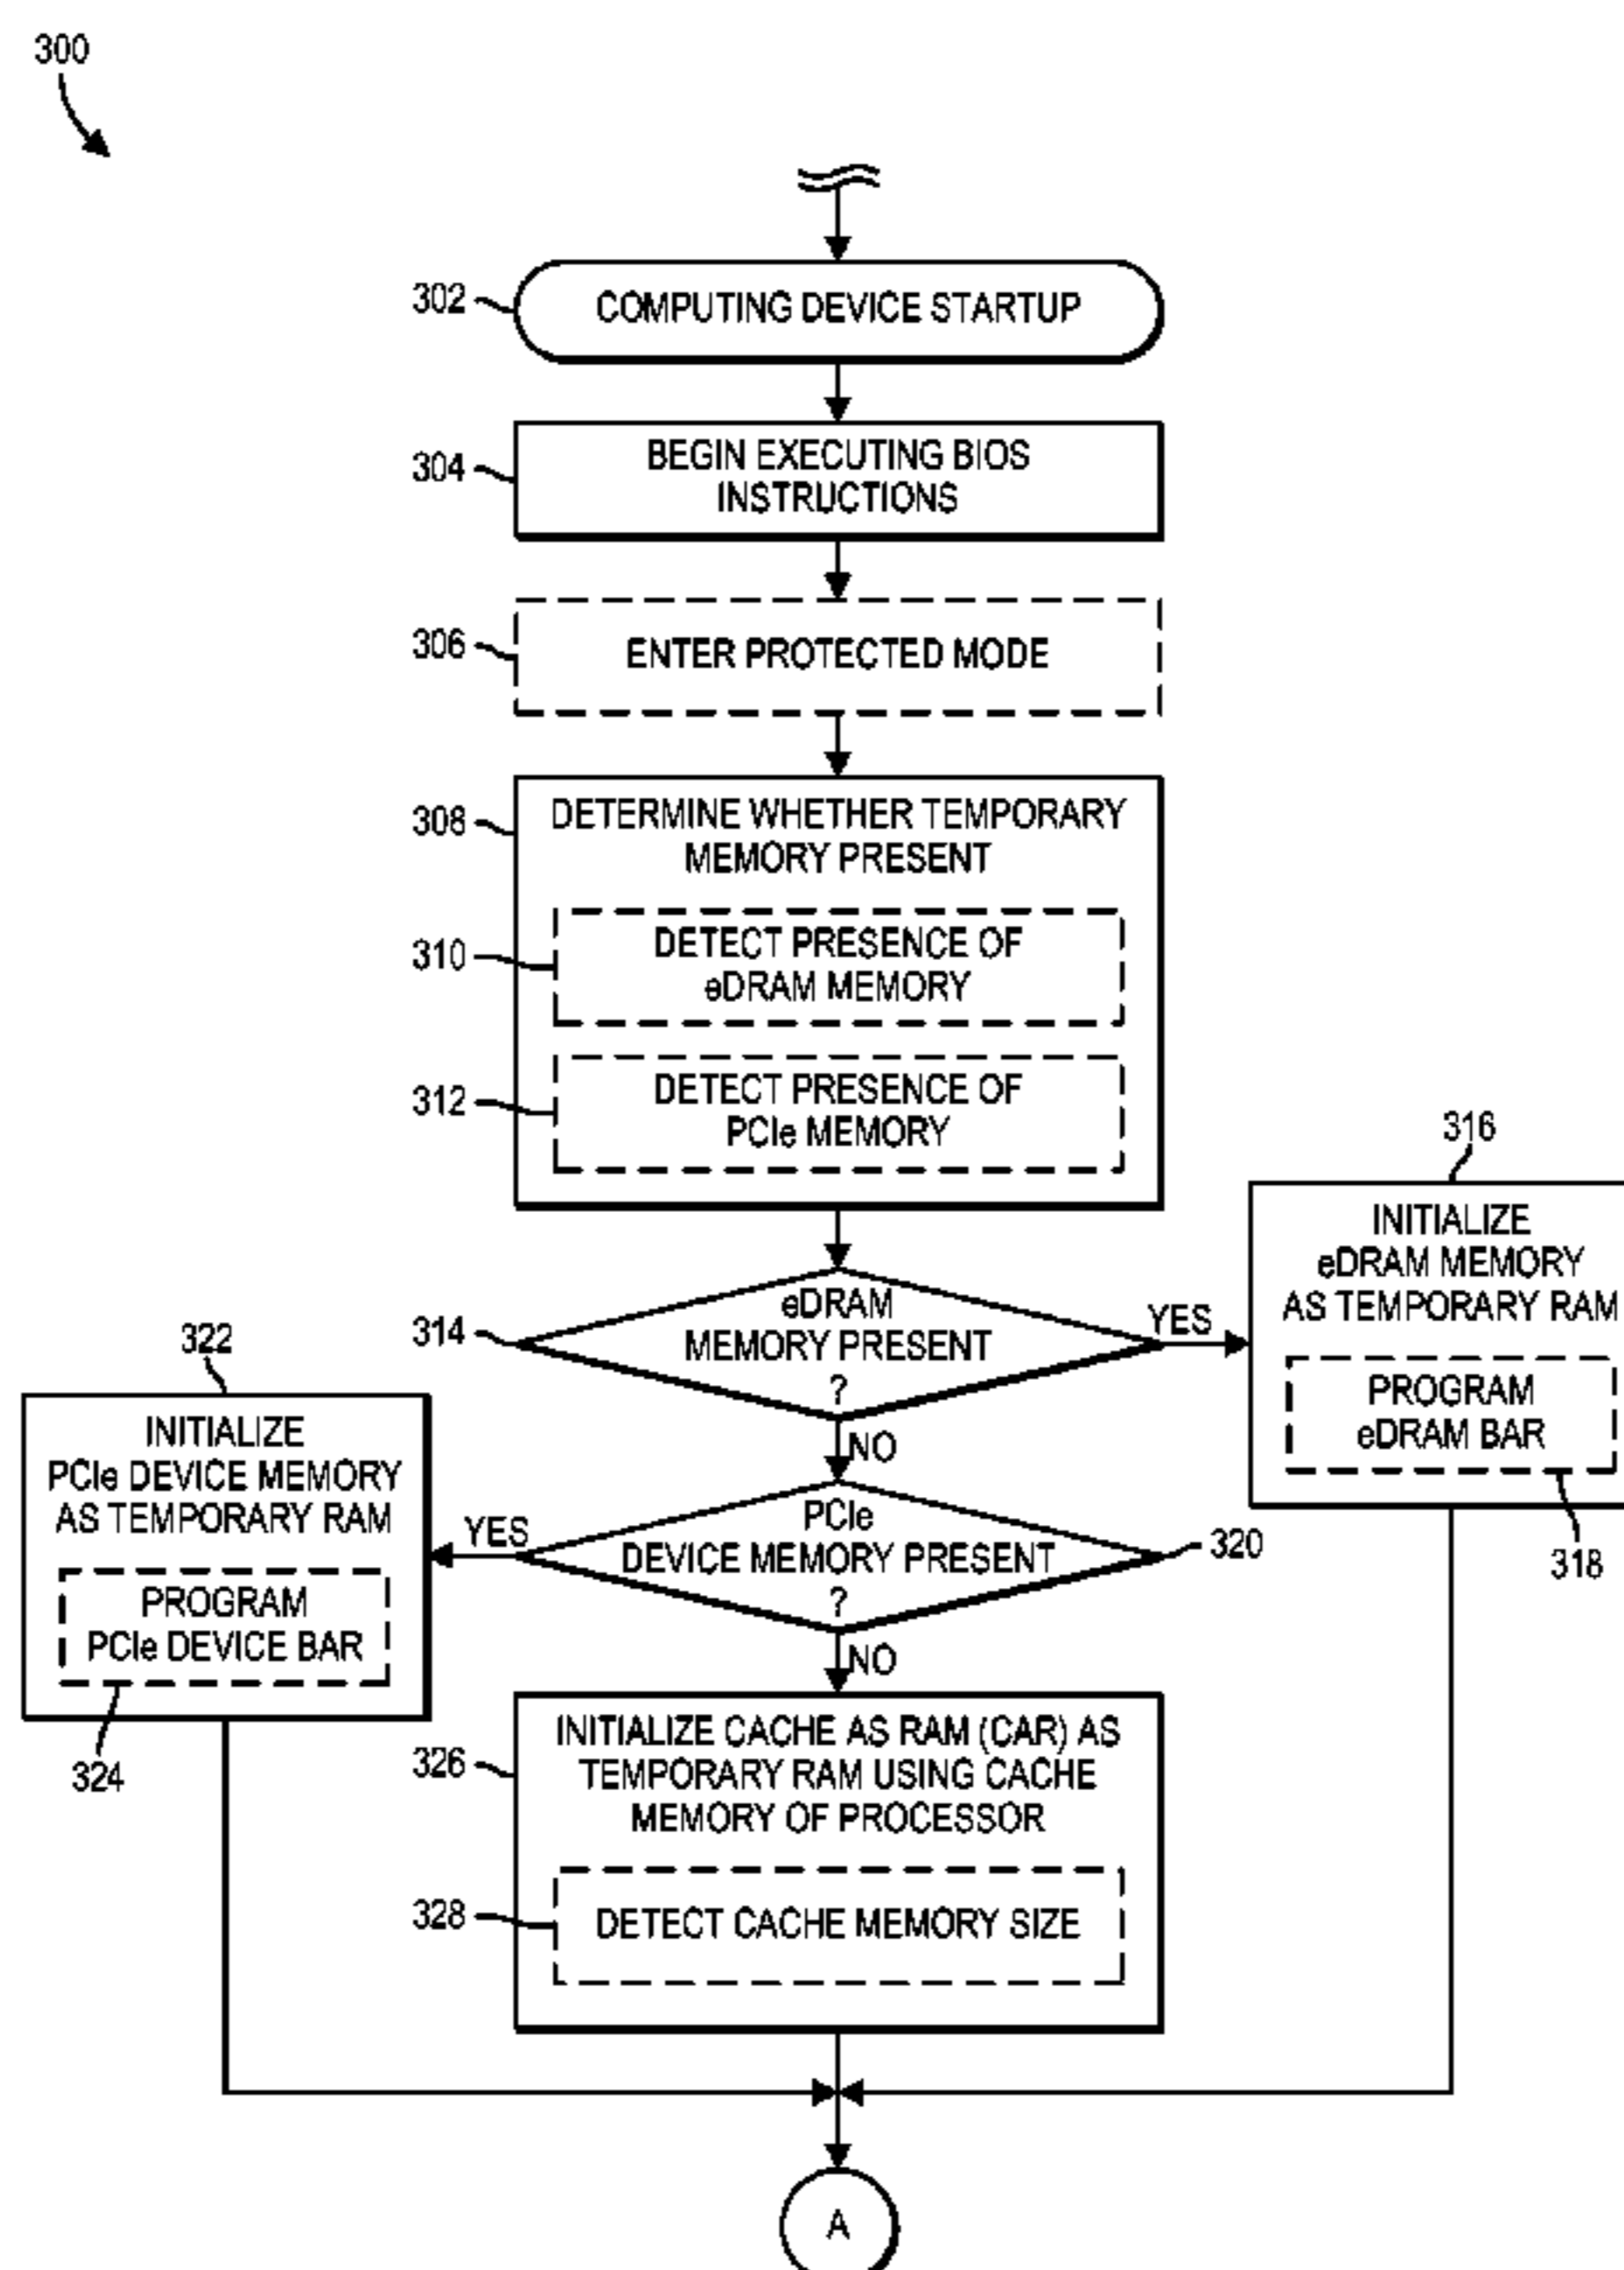 300
302
COMPUTING DEVICE STARTUP
304
BEGIN EXECUTING BIOS
INSTRUCTIONS
306
ENTER PROTECTED MODE
308
DETERMINE WHETHER TEMPORARY
MEMORY PRESENT
310
DETECT PRESENCE OF
eDRAM MEMORY
312
DETECT PRESENCE OF
PCIe MEMORY
314
eDRAM
MEMORY PRESENT
?
YES
NO
316
INITIALIZE
eDRAM MEMORY
AS TEMPORARY RAM
PROGRAM
eDRAM BAR
318
320
PCIe
DEVICE MEMORY PRESENT
?
YES
NO
322
INITIALIZE
PCIe DEVICE MEMORY
AS TEMPORARY RAM
PROGRAM
PCIe DEVICE BAR
324
326
INITIALIZE CACHE AS RAM (CAR) AS
TEMPORARY RAM USING CACHE
MEMORY OF PROCESSOR
328
DETECT CACHE MEMORY SIZE
A